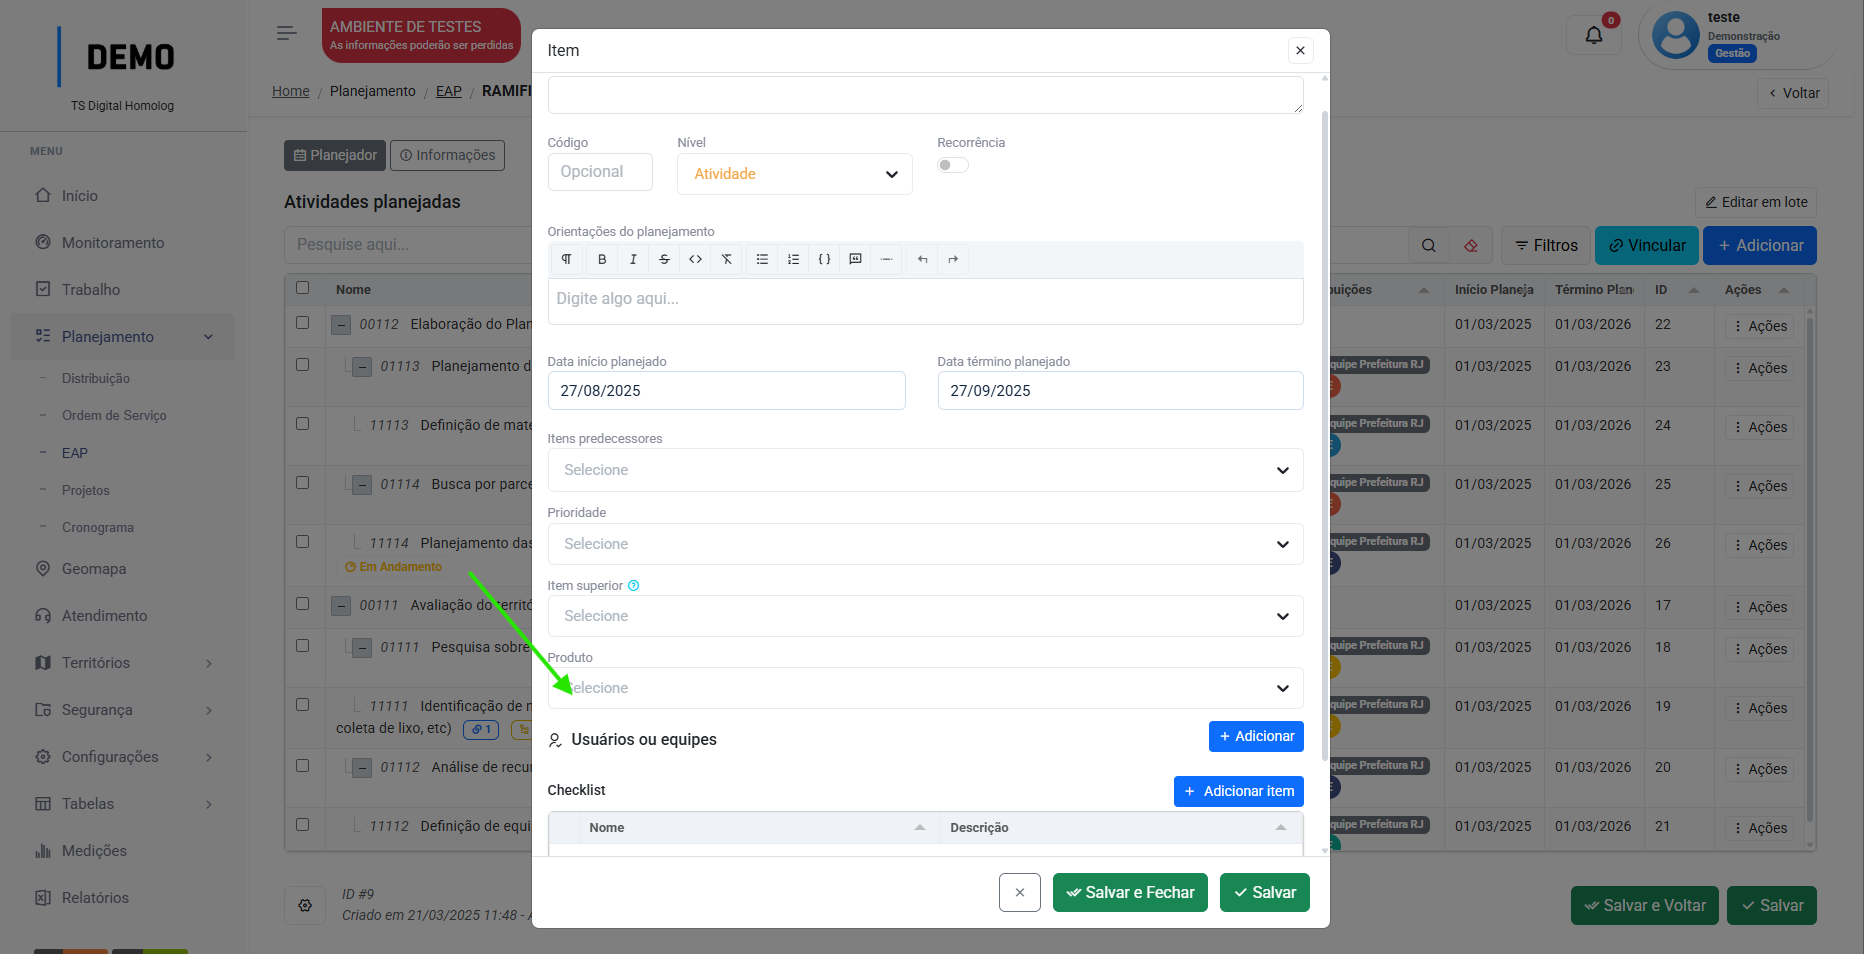 DEMO
TS Digital Homolog
MENU
Início
Monitoramento
Trabalho
Planejamento
Distribuição
Ordem de Serviço
EAP
Projetos
Cronograma
Geomapa
Atendimento
Territórios
Segurança
Configurações
Tabelas
Medições
Relatórios
AMBIENTE DE TESTES
As informações poderão ser perdidas
Home / Planejamento / EAP / RAMIFI
0
teste
Demonstração
Gestão
Voltar
Planejador
Informações
Atividades planejadas
Editar em lote
Pesquise aqui...
Filtros
Vincular
+ Adicionar
Nome
buições
Início Planeja
Término Plan
ID
Ações
00112 Elaboração do Plan
01/03/2025 01/03/2026 22 Ações
01113 Planejamento d
quipe Prefeitura RJ
01/03/2025 01/03/2026 23 Ações
11113 Definição de mate
quipe Prefeitura RJ
E
01/03/2025 01/03/2026 24 Ações
01114 Busca por parce
quipe Prefeitura RJ
E
01/03/2025 01/03/2026 25 Ações
11114 Planejamento das
Em Andamento
quipe Prefeitura RJ
01/03/2025 01/03/2026 26 Ações
00111 Avaliação do territó
01/03/2025 01/03/2026 17 Ações
01111 Pesquisa sobre
quipe Prefeitura RJ
E
01/03/2025 01/03/2026 18 Ações
11111 Identificação de
coleta de lixo, etc) 1
quipe Prefeitura RJ
E
01/03/2025 01/03/2026 19 Ações
01112 Análise de recu
quipe Prefeitura RJ
01/03/2025 01/03/2026 20 Ações
11112 Definição de equi
quipe Prefeitura RJ
01/03/2025 01/03/2026 21 Ações
ID #9
Criado em 21/03/2025 11:48 -
Salvar e Voltar
Salvar
Item
Código
Opcional
Nível
Atividade
Recorrência
Orientações do planejamento
Digite algo aqui...
Data início planejado
27/08/2025
Data término planejado
27/09/2025
Itens predecessores
Selecione
Prioridade
Selecione
Item superior
Selecione
Produto
Selecione
Usuários ou equipes
+ Adicionar
Checklist
+ Adicionar item
Nome
Descrição
Salvar e Fechar
Salvar